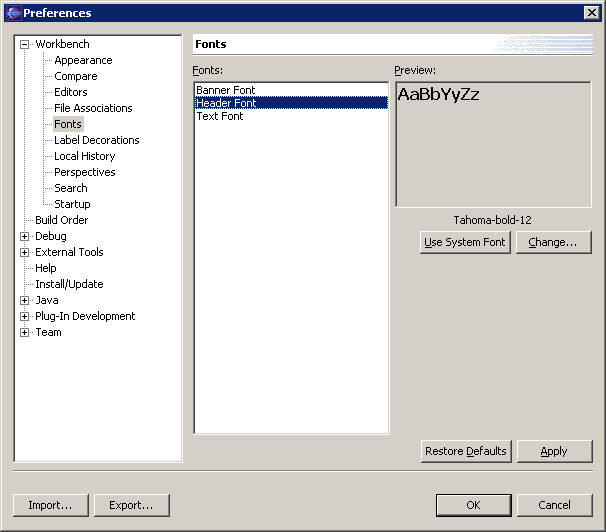 Preferences
Workbench
Appearance
Compare
Editors
File Associations
Fonts
Label Decorations
Local History
Perspectives
Search
Startup
Build Order
Debug
External Tools
Help
Install/Update
Java
Plug-In Development
Team
Fonts
Fonts:
Banner Font
Header Font
Text Font
Preview:
AaBbYyZz
Tahoma-bold-12
Use System Font
Change...
Restore Defaults
Apply
Import...
Export...
OK
Cancel